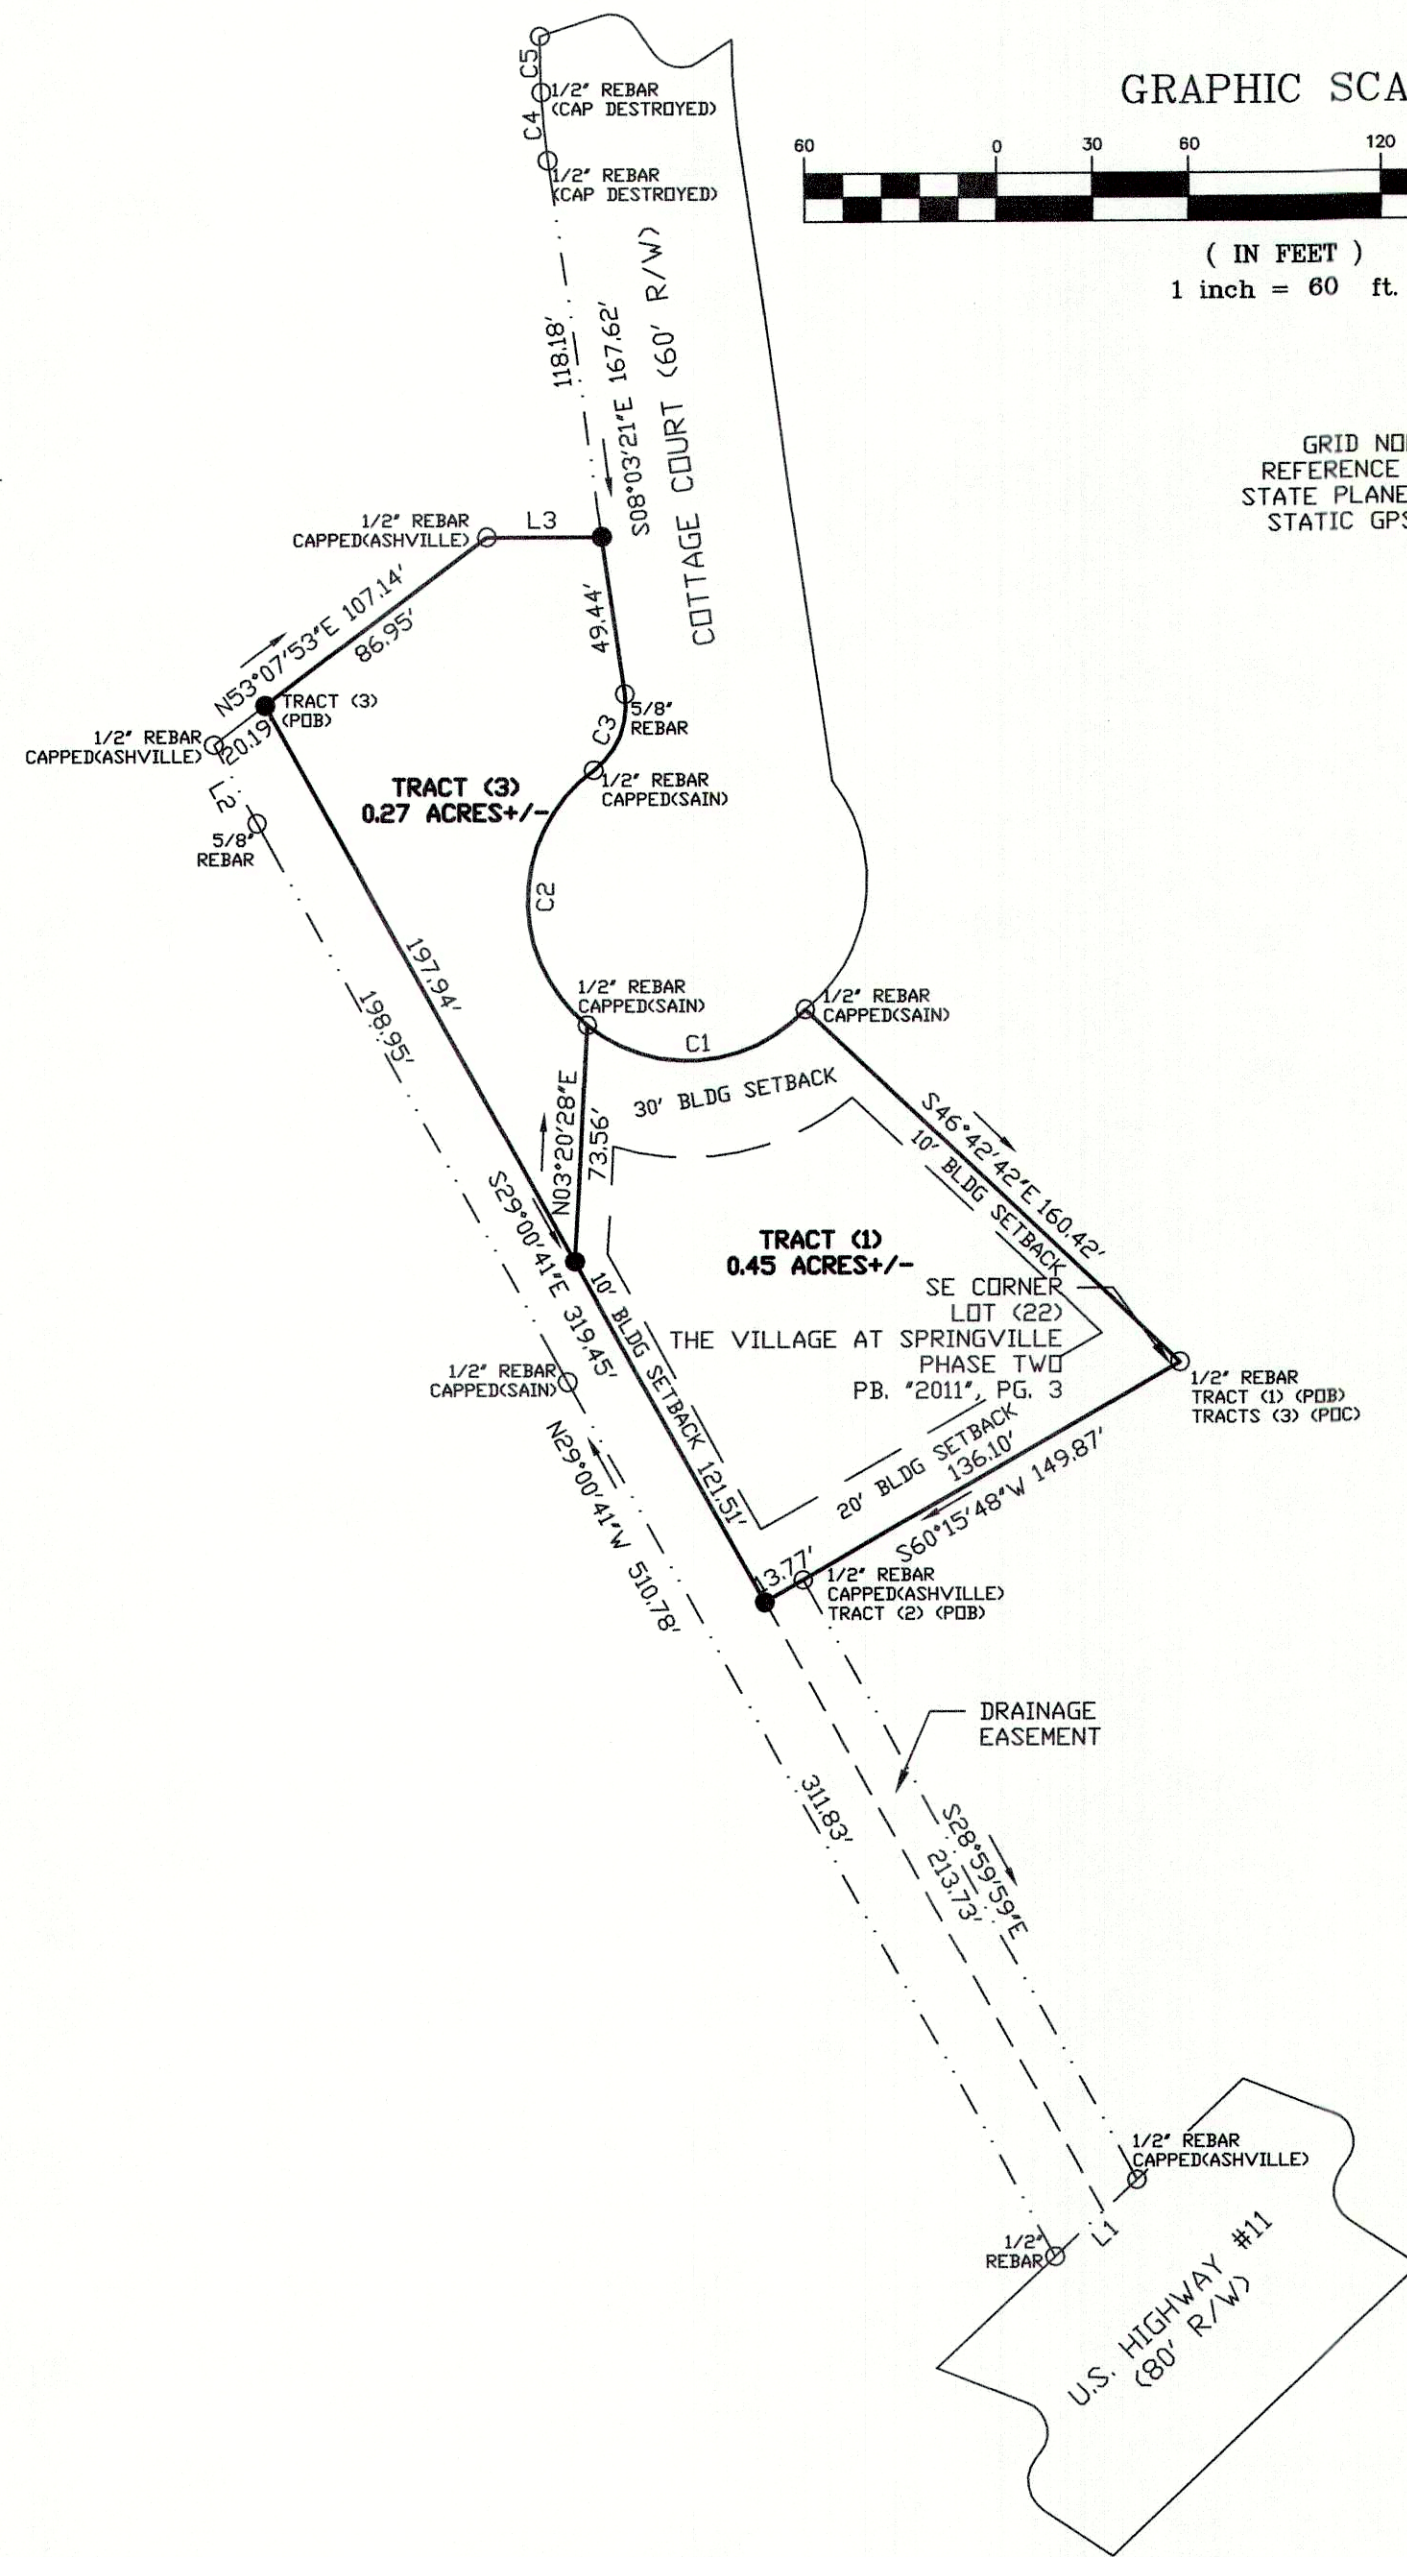 GRAPHIC SCA
60 0 30 60 120
( IN FEET )
1 inch = 60 ft.
C5
1/2" REBAR
(CAP DESTROYED)
C4
1/2" REBAR
(CAP DESTROYED)
118.18'
S08°03'21"E 167.62'
COTTAGE COURT (60' R/W)
GRID NO
REFERENCE
STATE PLANE
STATIC GPS
1/2" REBAR
CAPPED(ASHVILLE)
L3
N53°07'53"E 107.14'
86.95'
49.44'
TRACT (3)
(POB)
1/2" REBAR
CAPPED(ASHVILLE)
20.19
5/8"
REBAR
C3
L2
1/2" REBAR
CAPPED(SAIN)
TRACT (3)
0.27 ACRES+/-
5/8"
REBAR
C2
197.94'
198.95'
1/2" REBAR
CAPPED(SAIN)
1/2" REBAR
CAPPED(SAIN)
C1
30' BLDG SETBACK
N03°20'28"E
73.56'
S46°42'42"E 160.42'
10' BLDG SETBACK
S29°00'41"E 319.45'
TRACT (1)
0.45 ACRES+/-
SE CORNER
LOT (22)
THE VILLAGE AT SPRINGVILLE
PHASE TWO
PB. "2011", PG. 3
10' BLDG SETBACK
121.51'
1/2" REBAR
CAPPED(SAIN)
1/2" REBAR
TRACT (1) (POB)
TRACTS (3) (POC)
20' BLDG SETBACK
136.10'
S60°15'48"W 149.87'
N29°00'41"W 510.78'
13.77'
1/2" REBAR
CAPPED(ASHVILLE)
TRACT (2) (POB)
DRAINAGE
EASEMENT
311.83'
S28°59'59"E
213.73'
1/2" REBAR
CAPPED(ASHVILLE)
L1
1/2"
REBAR
U.S. HIGHWAY #11
(80' R/W)